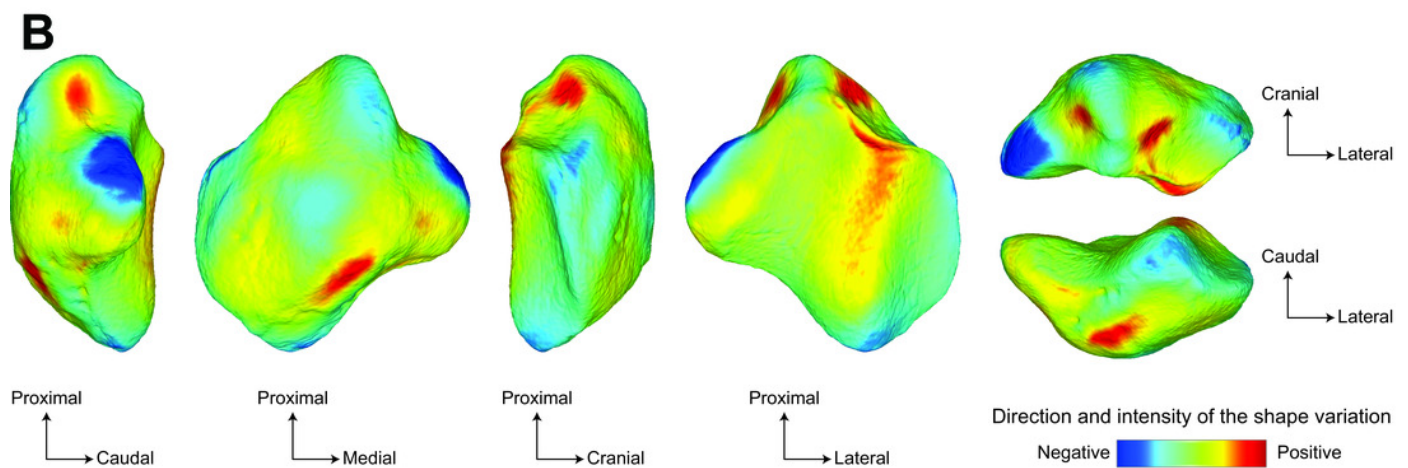 B
Cranial
Lateral
Caudal
Lateral
Proximal
Caudal
Proximal
Medial
Proximal
Cranial
Proximal
Lateral
Direction and intensity of the shape variation
Negative Positive